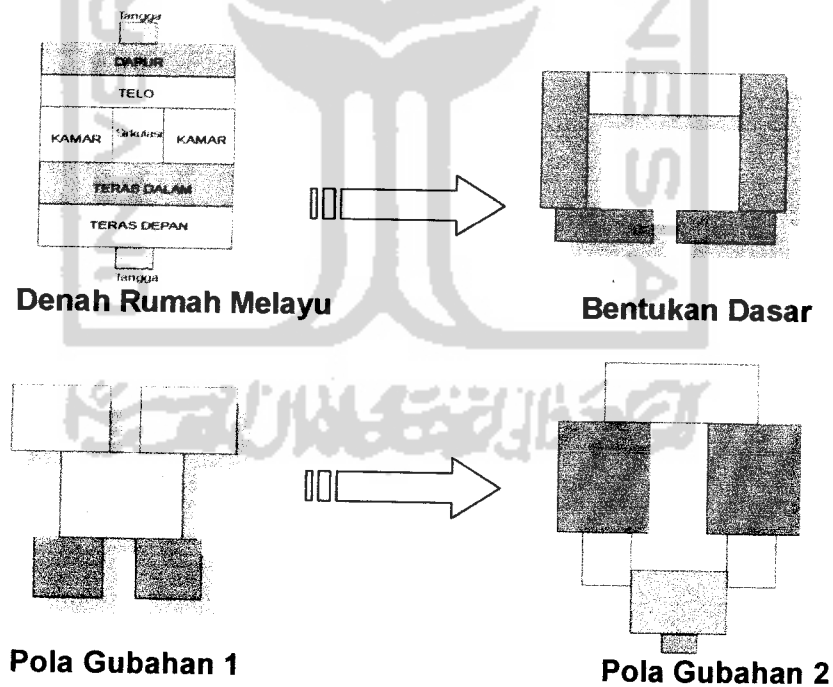 Tangga
DAPUR
TELO
KAMAR
Sirkulasi
KAMAR
TERAS DALAM
TERAS DEPAN
Tangga
Denah Rumah Melayu
Bentukan Dasar
Pola Gubahan 1
Pola Gubahan 2